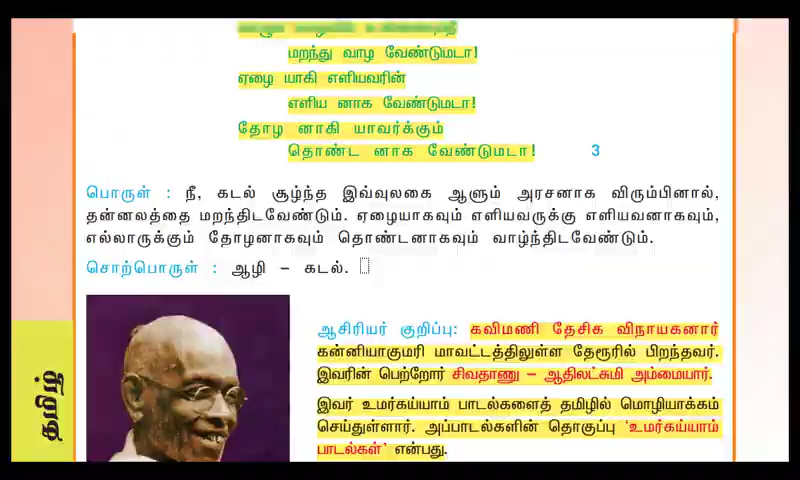 மறந்து வாழ வேண்டுமடா!
ஏழை யாகி எளியவரின்
எளிய னாக வேண்டுமடா!
தோழ னாகி யாவர்க்கும்
தொண்ட னாக வேண்டுமடா! 3
பொருள் : நீ, கடல் சூழ்ந்த இவ்வுலகை ஆளும் அரசனாக விரும்பினால்,
தன்னலத்தை மறந்திடவேண்டும். ஏழையாகவும் எளியவருக்கு எளியவனாகவும்,
எல்லாருக்கும் தோழனாகவும் தொண்டனாகவும் வாழ்ந்திடவேண்டும்.
சொற்பொருள் : ஆழி – கடல்.
ஆசிரியர் குறிப்பு: கவிமணி தேசிக விநாயகனார்
கன்னியாகுமரி மாவட்டத்திலுள்ள தேரூரில் பிறந்தவர்.
இவரின் பெற்றோர் சிவதாணு – ஆதிலட்சுமி அம்மையார்.
இவர் உமர்கய்யாம் பாடல்களைத் தமிழில் மொழியாக்கம்
செய்துள்ளார். அப்பாடல்களின் தொகுப்பு 'உமர்கய்யாம்
பாடல்கள்' என்பது.
தமிழ்